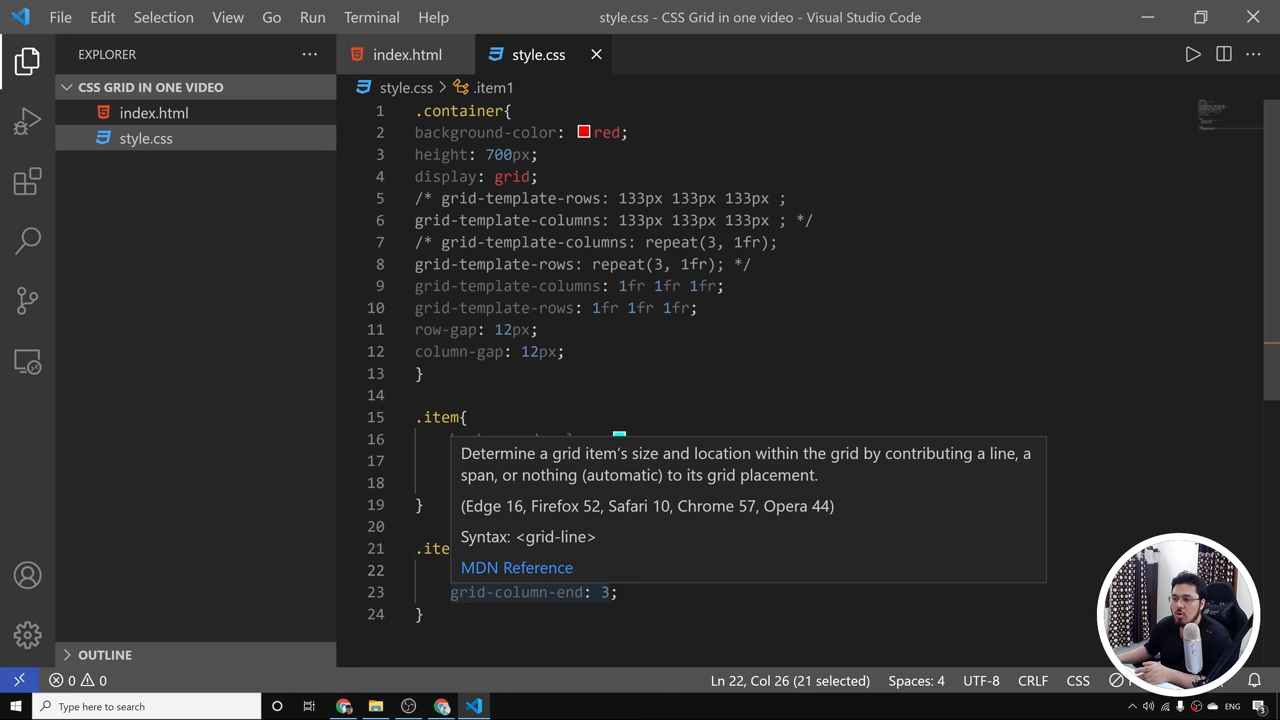 File Edit Selection View Go Run Terminal Help
style.css - CSS Grid in one video - Visual Studio Code
EXPLORER
index.html
style.css
CSS GRID IN ONE VIDEO
index.html
style.css
OUTLINE
style.css > .item1
1 .container{
2 background-color: red;
3 height: 700px;
4 display: grid;
5 /* grid-template-rows: 133px 133px 133px ;
6 grid-template-columns: 133px 133px 133px ; */
7 /* grid-template-columns: repeat(3, 1fr);
8 grid-template-rows: repeat(3, 1fr); */
9 grid-template-columns: 1fr 1fr 1fr;
10 grid-template-rows: 1fr 1fr 1fr;
11 row-gap: 12px;
12 column-gap: 12px;
13 }
14
15 .item{
16
17
18
19 }
20
21 .ite
22
23 grid-column-end: 3;
24 }
Determine a grid item's size and location within the grid by contributing a line, a
span, or nothing (automatic) to its grid placement.
(Edge 16, Firefox 52, Safari 10, Chrome 57, Opera 44)
Syntax: <grid-line>
MDN Reference
0 0
Ln 22, Col 26 (21 selected) Spaces: 4 UTF-8 CRLF CSS
Type here to search
ENG